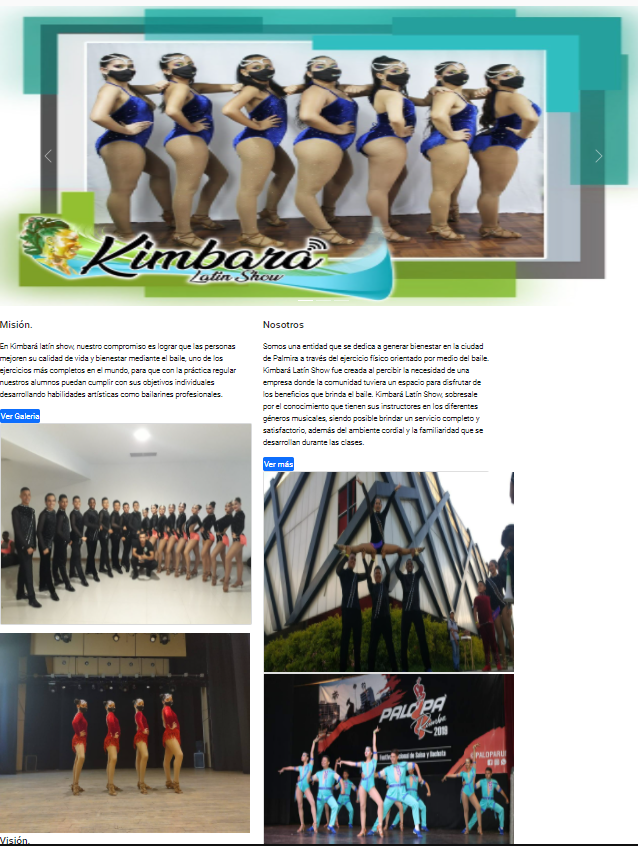 Kimbará
Latin Show
Misión.
En Kimbará latín show, nuestro compromiso es lograr que las personas
mejoren su calidad de vida y bienestar mediante el baile, uno de los
ejercicios más completos en el mundo, para que con la práctica regular
nuestros alumnos puedan cumplir con sus objetivos individuales
desarrollando habilidades artísticas como bailarines profesionales.
Ver Galería
Nosotros
Somos una entidad que se dedica a generar bienestar en la ciudad
de Palmira a través del ejercicio físico orientado por medio del baile.
Kimbará Latín Show fue creada al percibir la necesidad de una
empresa donde la comunidad tuviera un espacio para disfrutar de
los beneficios que brinda el baile. Kimbará Latín Show, sobresale
por el conocimiento que tienen sus instructores en los diferentes
géneros musicales, siendo posible brindar un servicio completo y
satisfactorio, además del ambiente cordial y la familiaridad que se
desarrollan durante las clases.
Ver más
PALO PA'
Rumba
2019
de Salsa y Bachata
PALOPARU
Visión.